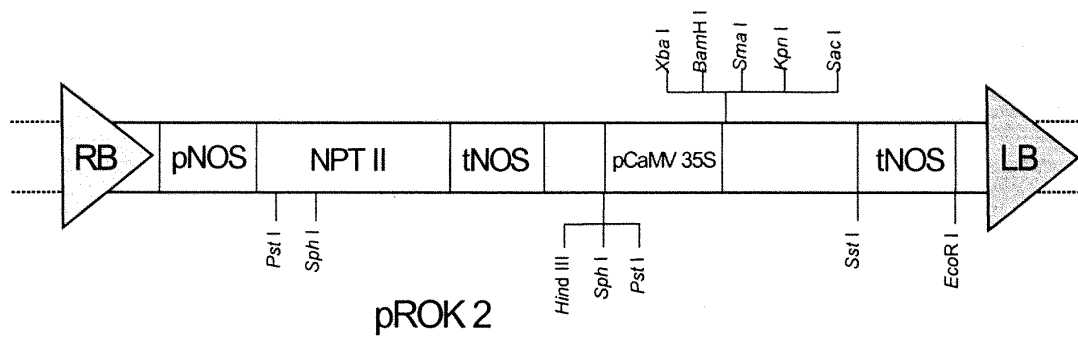 Xba I
BamH I
Sma I
Kpn I
Sac I
RB
pNOS
NPT II
tNOS
pCaMV 35S
tNOS
LB
Pst I
Sph I
Hind III
Sph I
Pst I
Sst I
EcoR I
pROK 2